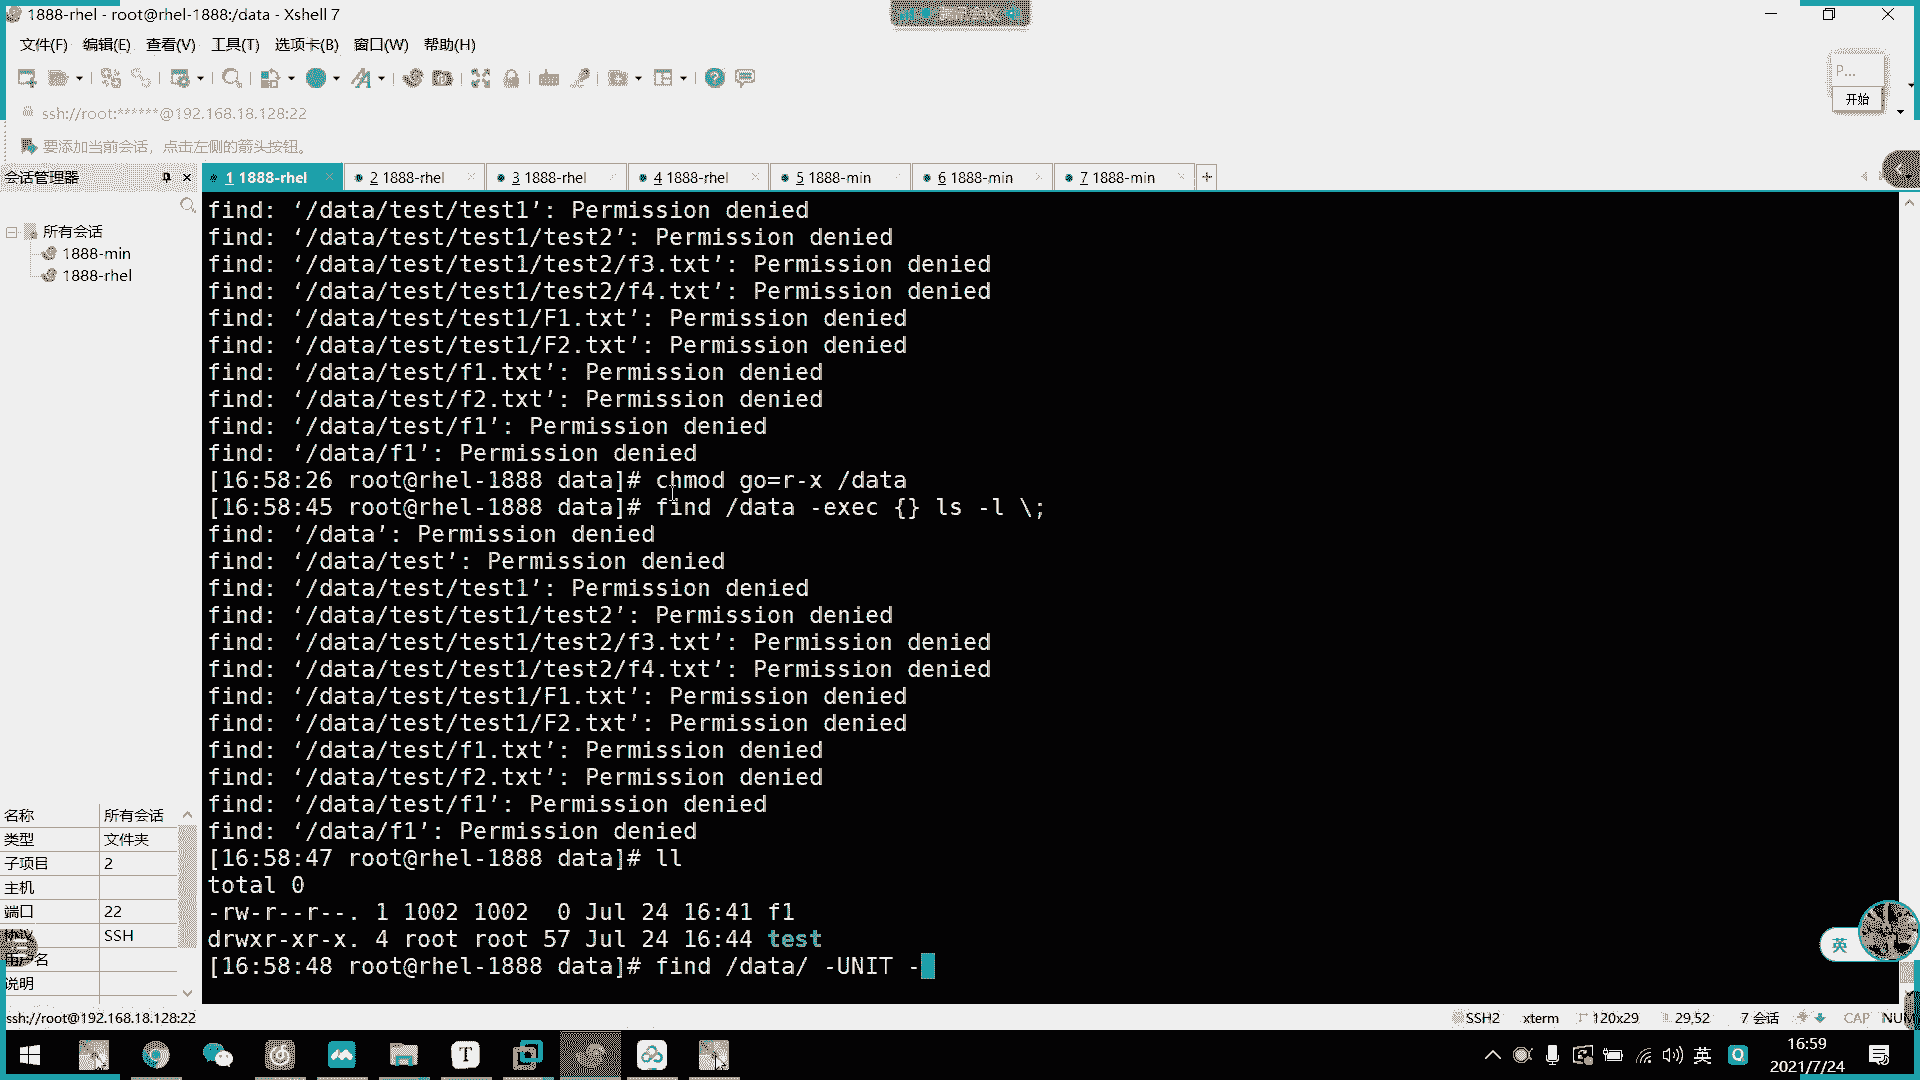 1888-rhel - root@rhel-1888:/data - Xshell 7
文件(F) 编辑(E) 查看(V) 工具(T) 选项卡(B) 窗口(W) 帮助(H)
P...
开始
ssh://root:******@192.168.18.128:22
要添加当前会话，点击左侧的箭头按钮。
会话管理器
1 1888-rhel
2 1888-rhel
3 1888-rhel
4 1888-rhel
5 1888-min
6 1888-min
7 1888-min
所有会话
1888-min
1888-rhel
find: ‘/data/test/test1’: Permission denied
find: ‘/data/test/test1/test2’: Permission denied
find: ‘/data/test/test1/test2/f3.txt’: Permission denied
find: ‘/data/test/test1/test2/f4.txt’: Permission denied
find: ‘/data/test/test1/F1.txt’: Permission denied
find: ‘/data/test/test1/F2.txt’: Permission denied
find: ‘/data/test/f1.txt’: Permission denied
find: ‘/data/test/f2.txt’: Permission denied
find: ‘/data/test/f1’: Permission denied
find: ‘/data/f1’: Permission denied
[16:58:26 root@rhel-1888 data]# chmod go=r-x /data
[16:58:45 root@rhel-1888 data]# find /data -exec {} ls -l \;
find: ‘/data’: Permission denied
find: ‘/data/test’: Permission denied
find: ‘/data/test/test1’: Permission denied
find: ‘/data/test/test1/test2’: Permission denied
find: ‘/data/test/test1/test2/f3.txt’: Permission denied
find: ‘/data/test/test1/test2/f4.txt’: Permission denied
find: ‘/data/test/test1/F1.txt’: Permission denied
find: ‘/data/test/test1/F2.txt’: Permission denied
find: ‘/data/test/f1.txt’: Permission denied
find: ‘/data/test/f2.txt’: Permission denied
find: ‘/data/test/f1’: Permission denied
find: ‘/data/f1’: Permission denied
[16:58:47 root@rhel-1888 data]# ll
total 0
-rw-r--r--. 1 1002 1002  0 Jul 24 16:41 f1
drwxr-xr-x. 4 root root 57 Jul 24 16:44 test
[16:58:48 root@rhel-1888 data]# find /data/ -UNIT -
名称 所有会话
类型 文件夹
子项目 2
主机
端口 22
协议 SSH
用户名
说明
英
ssh://root@192.168.18.128:22
SSH2 xterm 120x29 29,52 7 会话 CAP NUM
英
16:59
2021/7/24